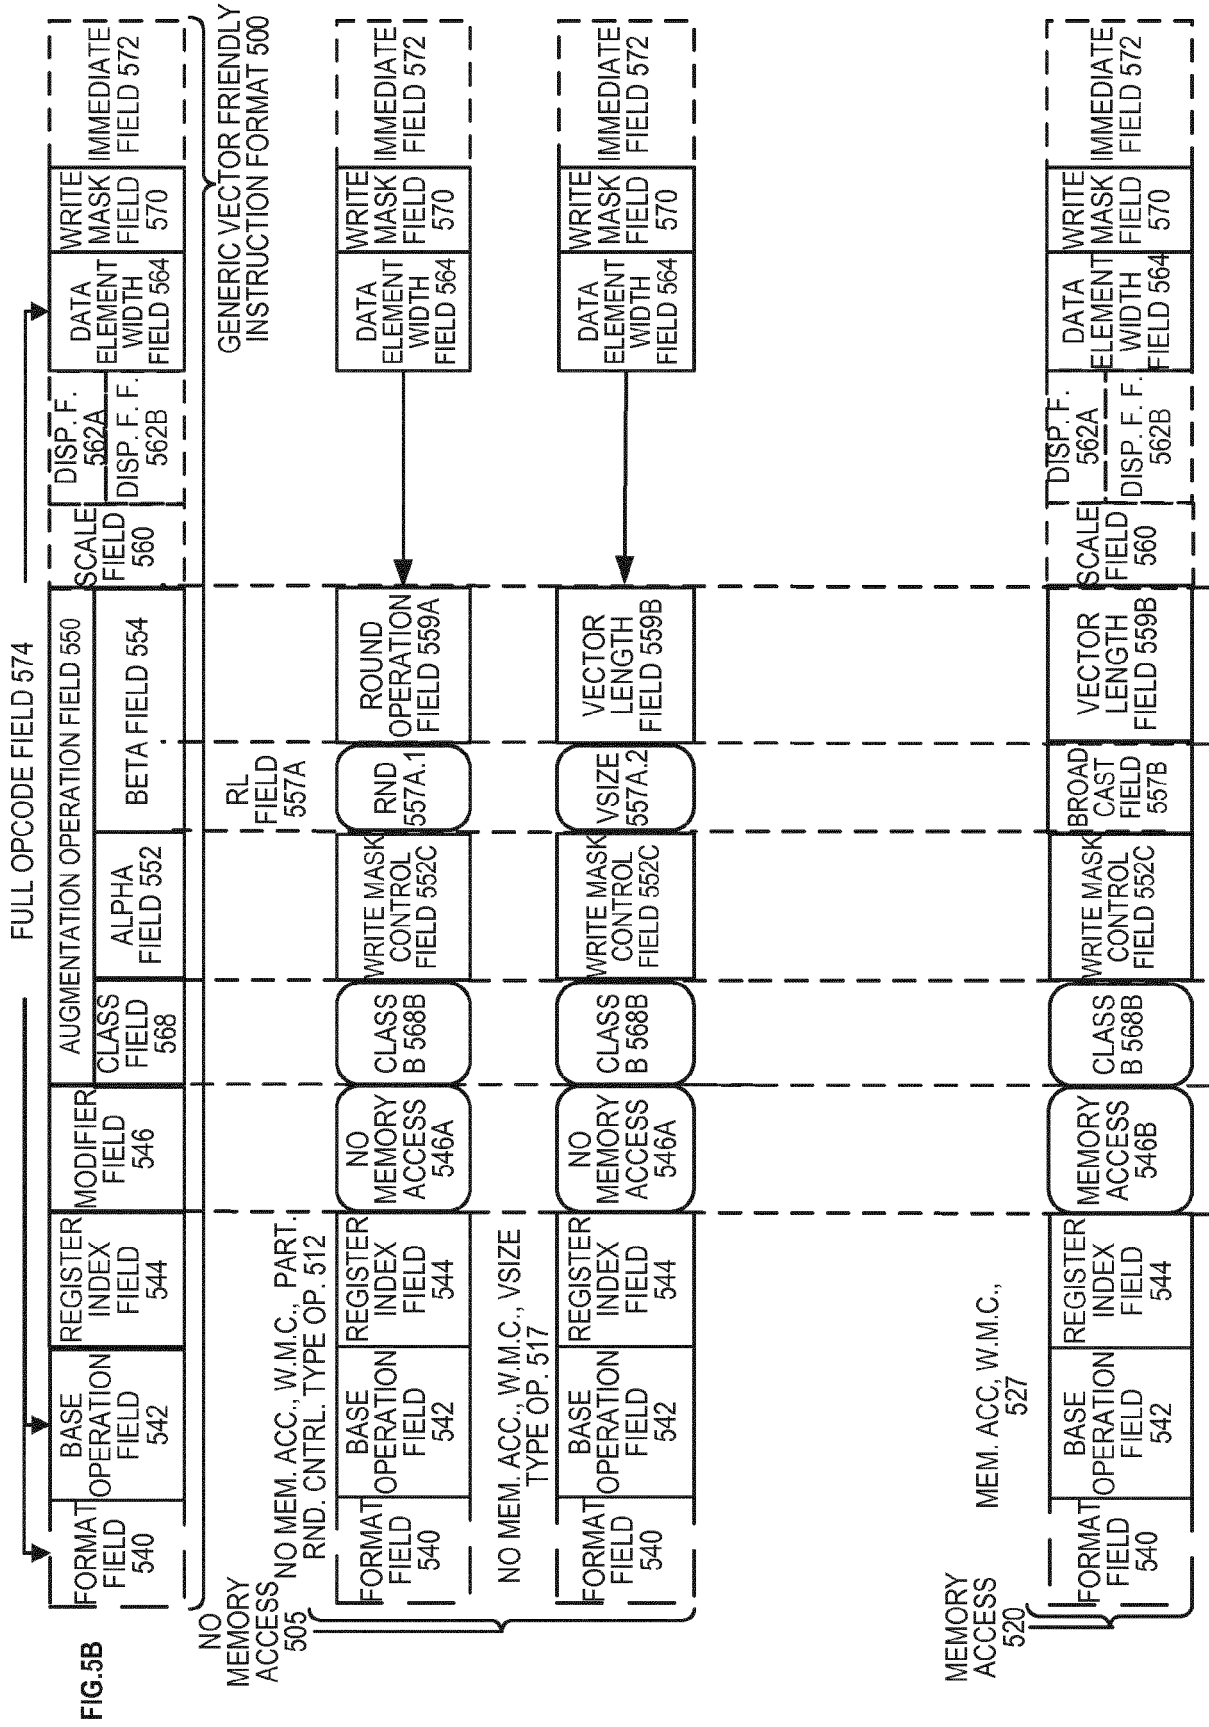 FIG.5B
FULL OPCODE FIELD 574
FORMAT
FIELD
540
BASE
OPERATION
FIELD
542
REGISTER
INDEX
FIELD
544
MODIFIER
FIELD
546
AUGMENTATION OPERATION FIELD 550
CLASS
FIELD
568
ALPHA
FIELD 552
BETA FIELD 554
SCALE
FIELD
560
DISP. F.
562A
DISP. F. F.
562B
DATA
ELEMENT
WIDTH
FIELD 564
WRITE
MASK
FIELD
570
IMMEDIATE
FIELD 572
GENERIC VECTOR FRIENDLY
INSTRUCTION FORMAT 500
NO
MEMORY
ACCESS
505
RL
FIELD
557A
NO MEM. ACC., W.M.C., PART.
RND. CNTRL. TYPE OP. 512
FORMAT
FIELD
540
BASE
OPERATION
FIELD
542
REGISTER
INDEX
FIELD
544
NO
MEMORY
ACCESS
546A
CLASS
B 568B
WRITE MASK
CONTROL
FIELD 552C
RND
557A.1
ROUND
OPERATION
FIELD 559A
DATA
ELEMENT
WIDTH
FIELD 564
WRITE
MASK
FIELD
570
IMMEDIATE
FIELD 572
NO MEM. ACC., W.M.C., VSIZE
TYPE OP. 517
FORMAT
FIELD
540
BASE
OPERATION
FIELD
542
REGISTER
INDEX
FIELD
544
NO
MEMORY
ACCESS
546A
CLASS
B 568B
WRITE MASK
CONTROL
FIELD 552C
VSIZE
557A.2
VECTOR
LENGTH
FIELD 559B
DATA
ELEMENT
WIDTH
FIELD 564
WRITE
MASK
FIELD
570
IMMEDIATE
FIELD 572
MEMORY
ACCESS
520
MEM. ACC, W.M.C.,
527
FORMAT
FIELD
540
BASE
OPERATION
FIELD
542
REGISTER
INDEX
FIELD
544
MEMORY
ACCESS
546B
CLASS
B 568B
WRITE MASK
CONTROL
FIELD 552C
BROAD
CAST
FIELD
557B
VECTOR
LENGTH
FIELD 559B
SCALE
FIELD
560
DISP. F.
562A
DISP. F. F.
562B
DATA
ELEMENT
WIDTH
FIELD 564
WRITE
MASK
FIELD
570
IMMEDIATE
FIELD 572